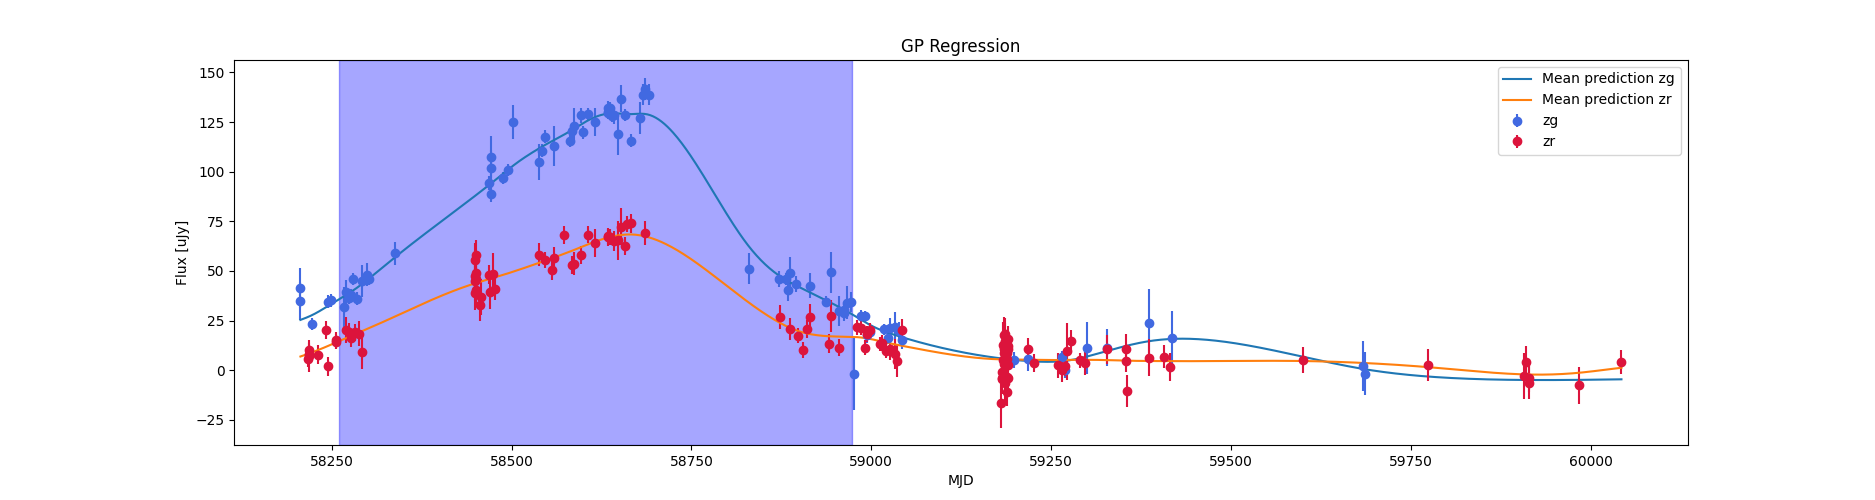 GP Regression
Flux [uJy]
150
125
100
75
50
25
0
−25
58250
58500
58750
59000
59250
59500
59750
60000
MJD
Mean prediction zg
Mean prediction zr
zg
zr